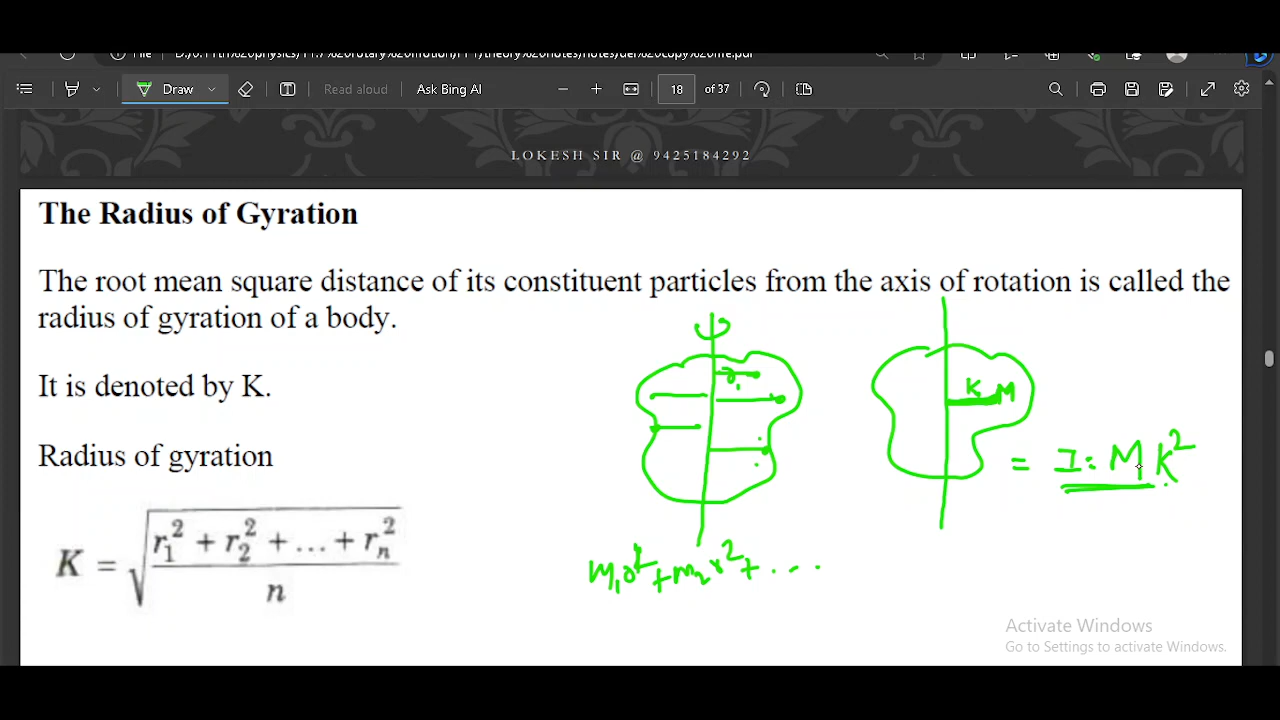 Draw
Read aloud
Ask Bing AI
18 of 37
LOKESH SIR @ 9425184292
The Radius of Gyration
The root mean square distance of its constituent particles from the axis of rotation is called the
radius of gyration of a body.
It is denoted by K.
Radius of gyration
K = √((r₁² + r₂² + ... + rₙ²) / n)
r₁
K M
= I = MK²
m₁r² + m₂r² + ....
Activate Windows
Go to Settings to activate Windows.